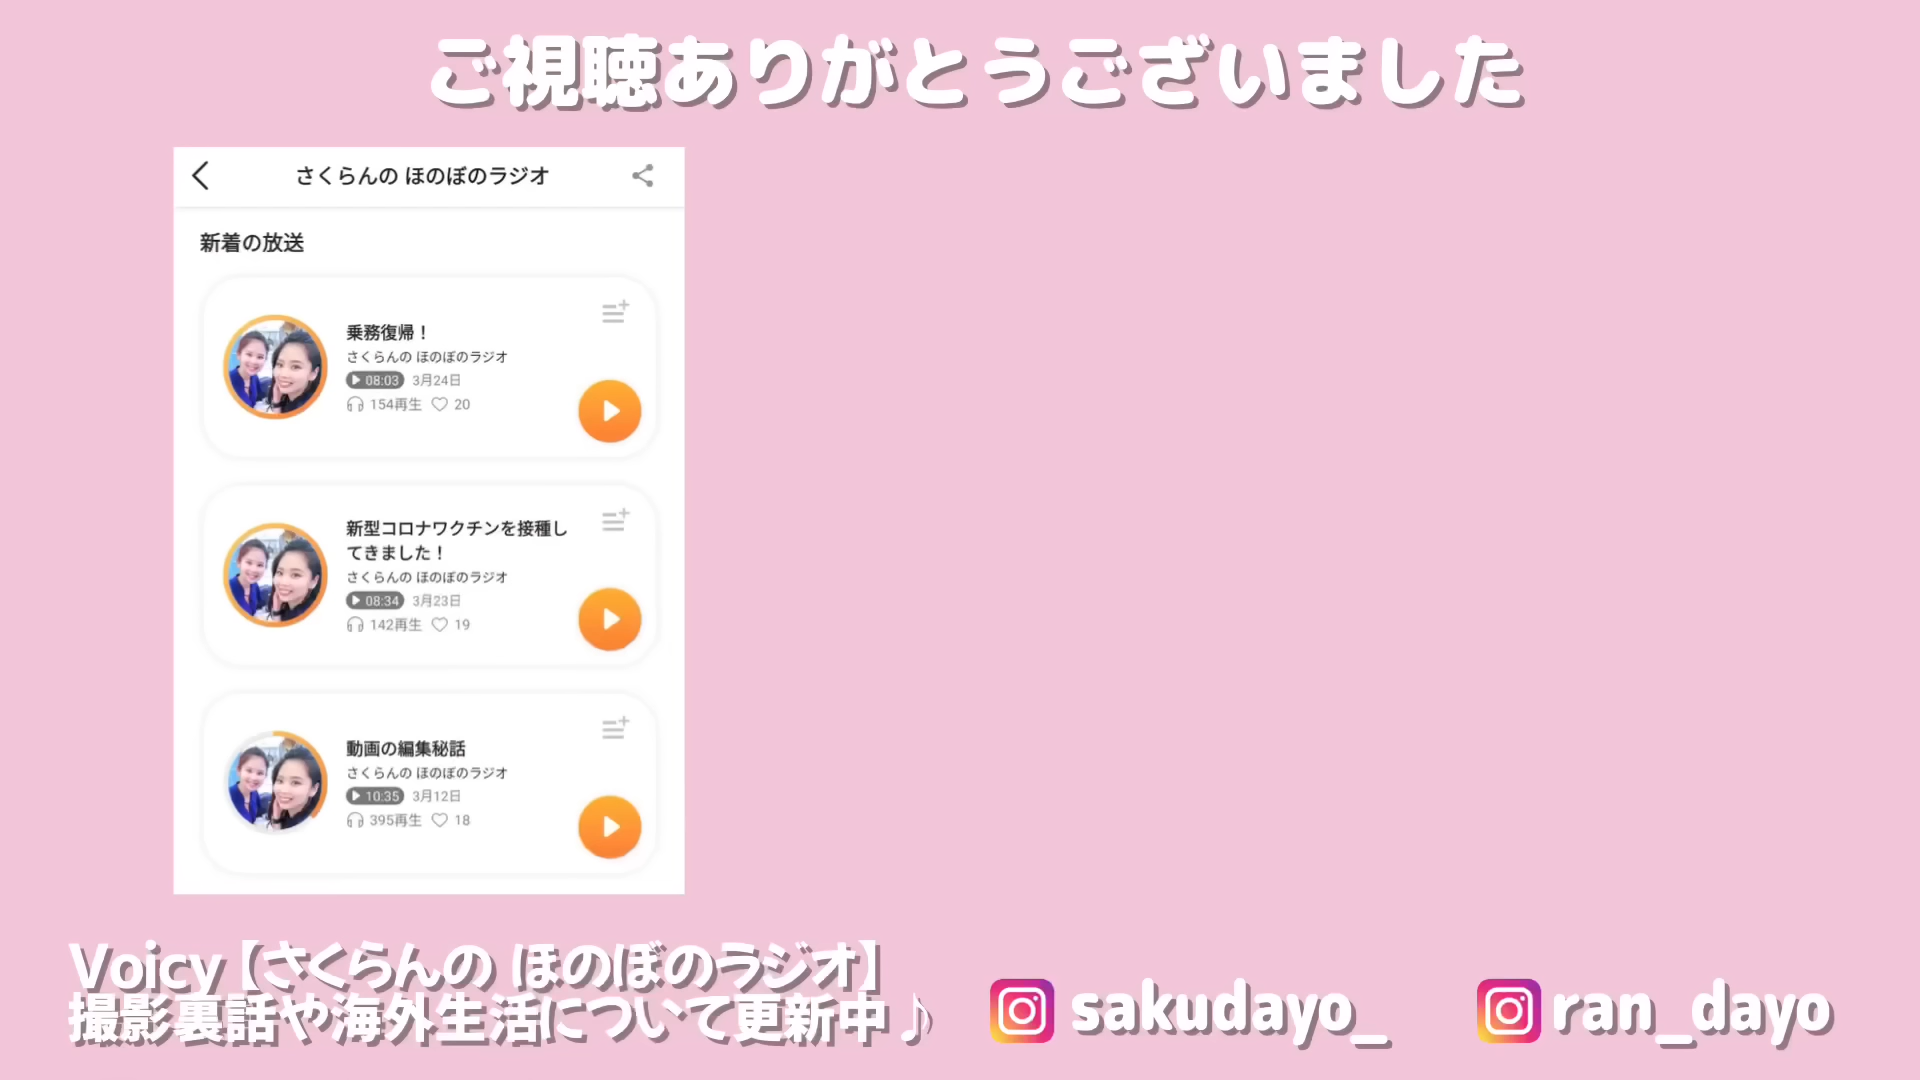 ご視聴ありがとうございました
さくらんの ほのぼのラジオ
新着の放送
乗務復帰！
さくらんの ほのぼのラジオ
08:03 3月24日
154再生 20
新型コロナワクチンを接種し
てきました！
さくらんの ほのぼのラジオ
08:34 3月23日
142再生 19
動画の編集秘話
さくらんの ほのぼのラジオ
10:35 3月12日
395再生 18
Voicy【さくらんの ほのぼのラジオ】
撮影裏話や海外生活について更新中♪
sakudayo_
ran_dayo